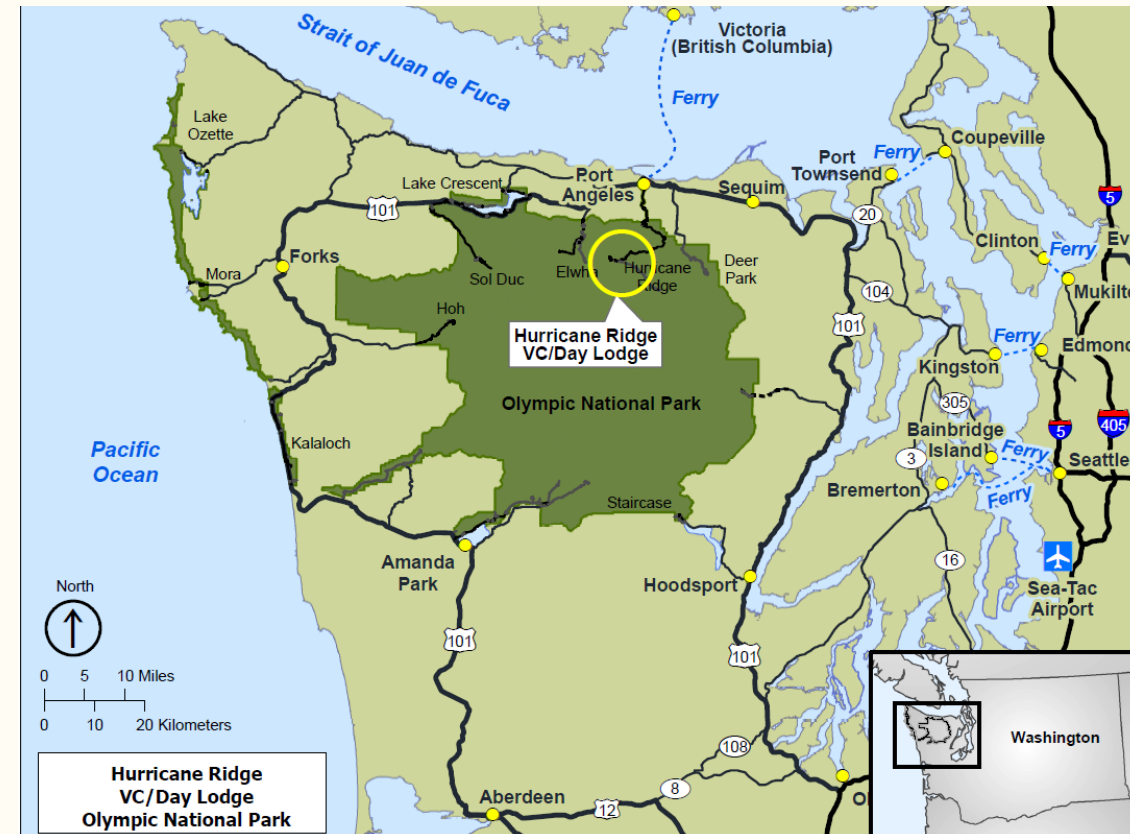 Victoria
(British Columbia)
Strait of Juan de Fuca
Ferry
Lake
Ozette
Coupeville
Ferry
Port
Townsend
Port
Angeles
Sequim
Lake Crescent
101
20
5
Clinton
Ferry
Ev
Mukilte
Forks
Mora
Sol Duc
Elwha
Hurricane
Ridge
Deer
Park
104
Hoh
101
Hurricane Ridge
VC/Day Lodge
Ferry
Edmond
Kingston
Olympic National Park
305
5
405
Bainbridge
Island
Ferry
Kalaloch
Pacific
Ocean
3
Seattle
Bremerton
Ferry
Staircase
Amanda
Park
Hoodsport
16
Sea-Tac
Airport
North
101
101
0 5 10 Miles
0 10 20 Kilometers
Washington
108
8
Hurricane Ridge
VC/Day Lodge
Olympic National Park
Aberdeen
12